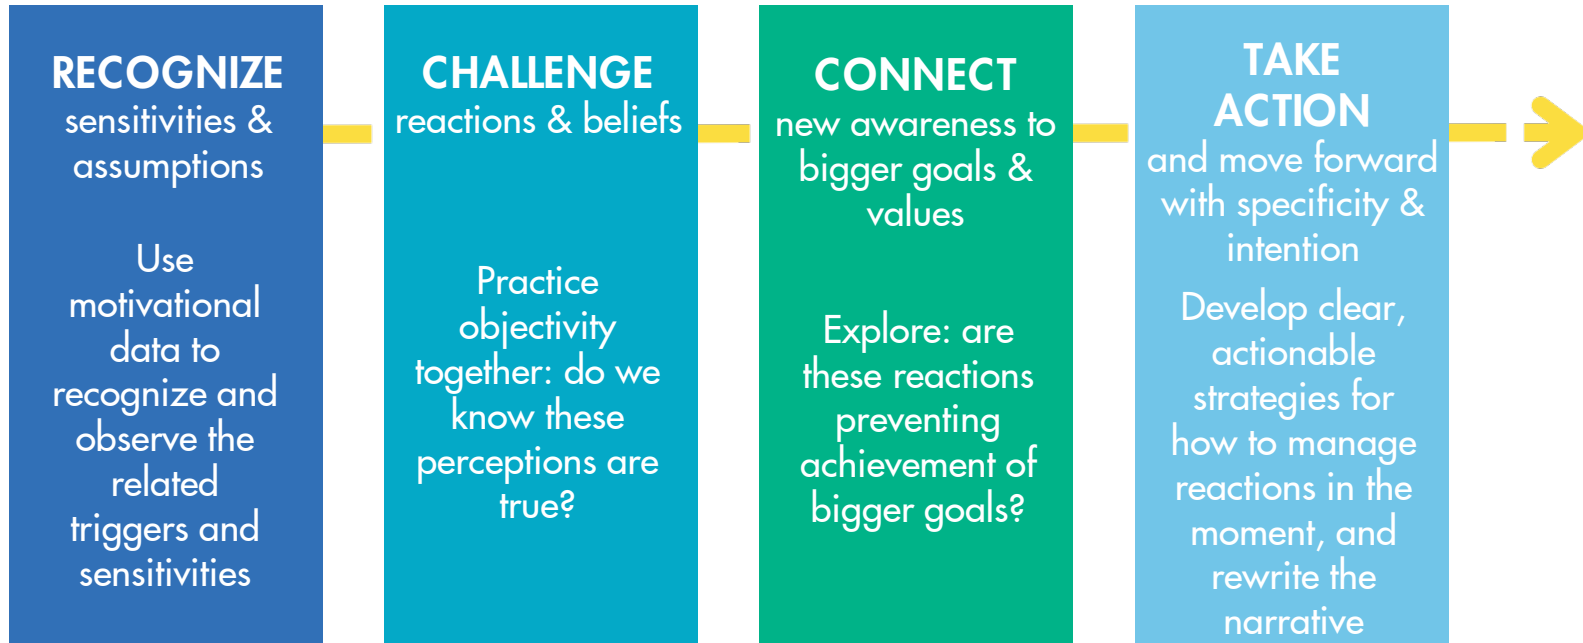 RECOGNIZE
sensitivities &
assumptions
Use
motivational
data to
recognize and
observe the
related
triggers and
sensitivities
CHALLENGE
reactions & beliefs
Practice
objectivity
together: do we
know these
perceptions are
true?
CONNECT
new awareness to
bigger goals &
values
Explore: are
these reactions
preventing
achievement of
bigger goals?
TAKE
ACTION
and move forward
with specificity &
intention
Develop clear,
actionable
strategies for
how to manage
reactions in the
moment, and
rewrite the
narrative